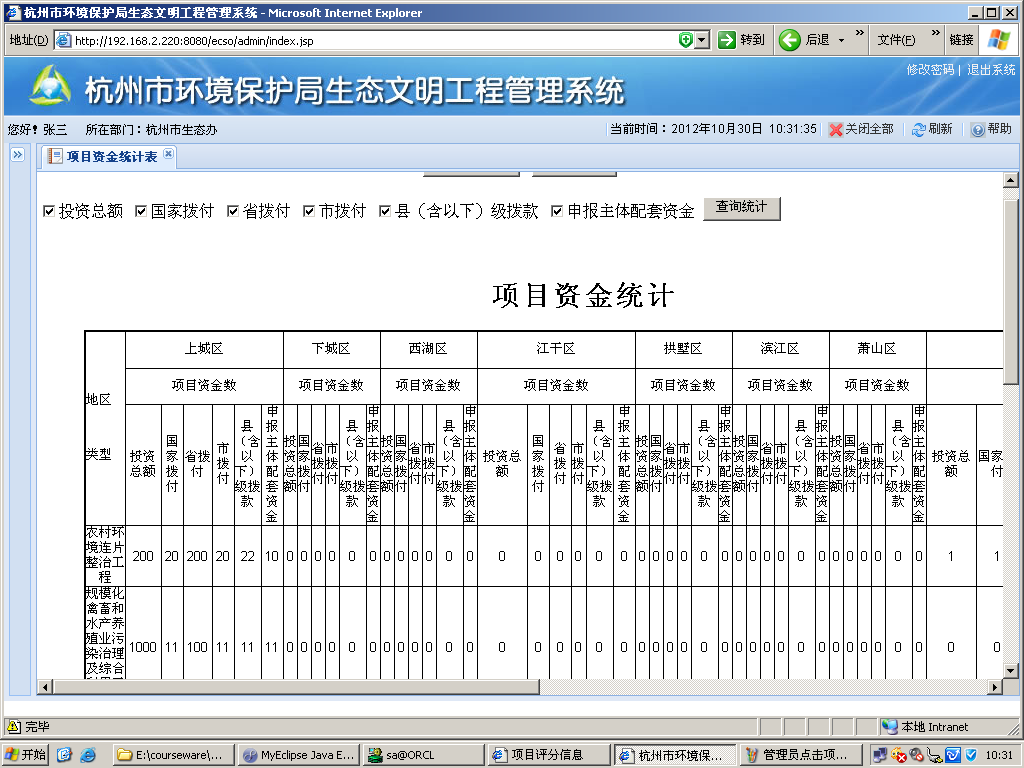 杭州市环境保护局生态文明工程管理系统 - Microsoft Internet Explorer
地址(D) http://192.168.2.220:8080/ecso/admin/index.jsp 转到 后退 » 文件(F) » 链接
修改密码 | 退出系统
杭州市环境保护局生态文明工程管理系统
您好! 张三 所在部门:杭州市生态办 当前时间:2012年10月30日 10:31:35 关闭全部 刷新 帮助
» 项目资金统计表
投资总额 国家拨付 省拨付 市拨付 县(含以下)级拨款 申报主体配套资金 查询统计
项目资金统计
上城区 下城区 西湖区 江干区 拱墅区 滨江区 萧山区
项目资金数 项目资金数 项目资金数 项目资金数 项目资金数 项目资金数 项目资金数
地区
类型
投资总额 国家拨付 省拨付 市拨付 县(含以下)级拨款 申报主体配套资金 投资总额 国家拨付 省拨付 市拨付 县(含以下)级拨款 申报主体配套资金 投资总额 国家拨付 省拨付 市拨付 县(含以下)级拨款 申报主体配套资金 投资总额 国家拨付 省拨付 市拨付 县(含以下)级拨款 申报主体配套资金 投资总额 国家拨付 省拨付 市拨付 县(含以下)级拨款 申报主体配套资金 投资总额 国家拨付 省拨付 市拨付 县(含以下)级拨款 申报主体配套资金 投资总额 国家拨付 省拨付 市拨付 县(含以下)级拨款 申报主体配套资金 投资总额 国家付
农村环境连片整治工程 200 20 200 20 22 10 0 0 0 0 0 0 0 0 0 0 0 0 0 0 0 0 0 0 0 0 0 0 0 0 0 0 0 0 0 0 0 0 0 0 0 0 1 1
规模化禽畜和水产养殖业污染治理及综合 1000 11 100 11 11 11 0 0 0 0 0 0 0 0 0 0 0 0 0 0 0 0 0 0 0 0 0 0 0 0 0 0 0 0 0 0 0 0 0 0 0 0 0 0
完毕 本地 Intranet
开始 E:\courseware\... MyEclipse Java E... sa@ORCL 项目评分信息 杭州市环境保... 管理员点击项... 10:31